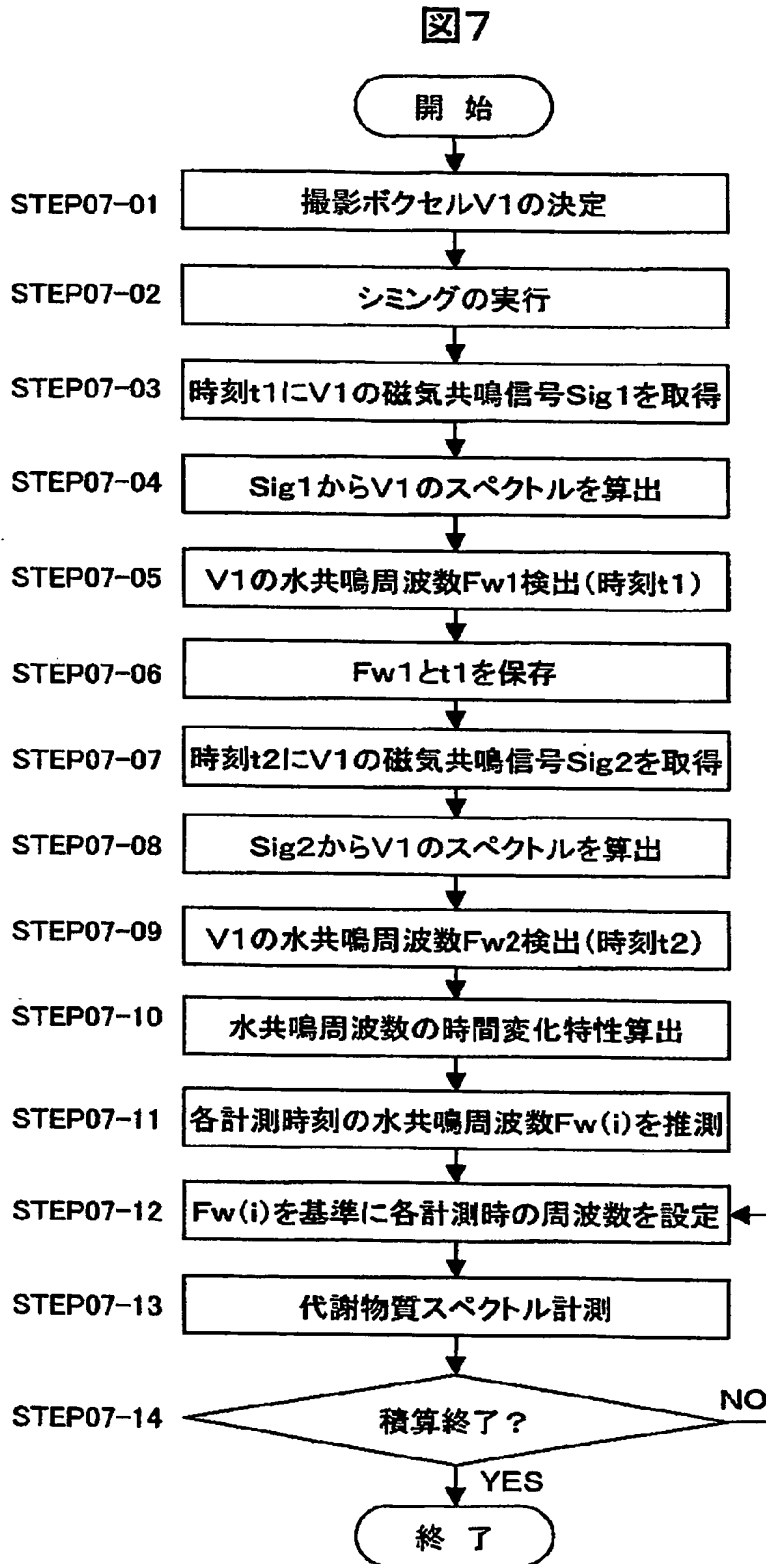 図7
開 始
STEP07-01 撮影ボクセルV1の決定
STEP07-02 シミングの実行
STEP07-03 時刻t1にV1の磁気共鳴信号Sig1を取得
STEP07-04 Sig1からV1のスペクトルを算出
STEP07-05 V1の水共鳴周波数Fw1検出(時刻t1)
STEP07-06 Fw1とt1を保存
STEP07-07 時刻t2にV1の磁気共鳴信号Sig2を取得
STEP07-08 Sig2からV1のスペクトルを算出
STEP07-09 V1の水共鳴周波数Fw2検出(時刻t2)
STEP07-10 水共鳴周波数の時間変化特性算出
STEP07-11 各計測時刻の水共鳴周波数Fw(i)を推測
STEP07-12 Fw(i)を基準に各計測時の周波数を設定
STEP07-13 代謝物質スペクトル計測
STEP07-14 積算終了? NO
YES
終 了